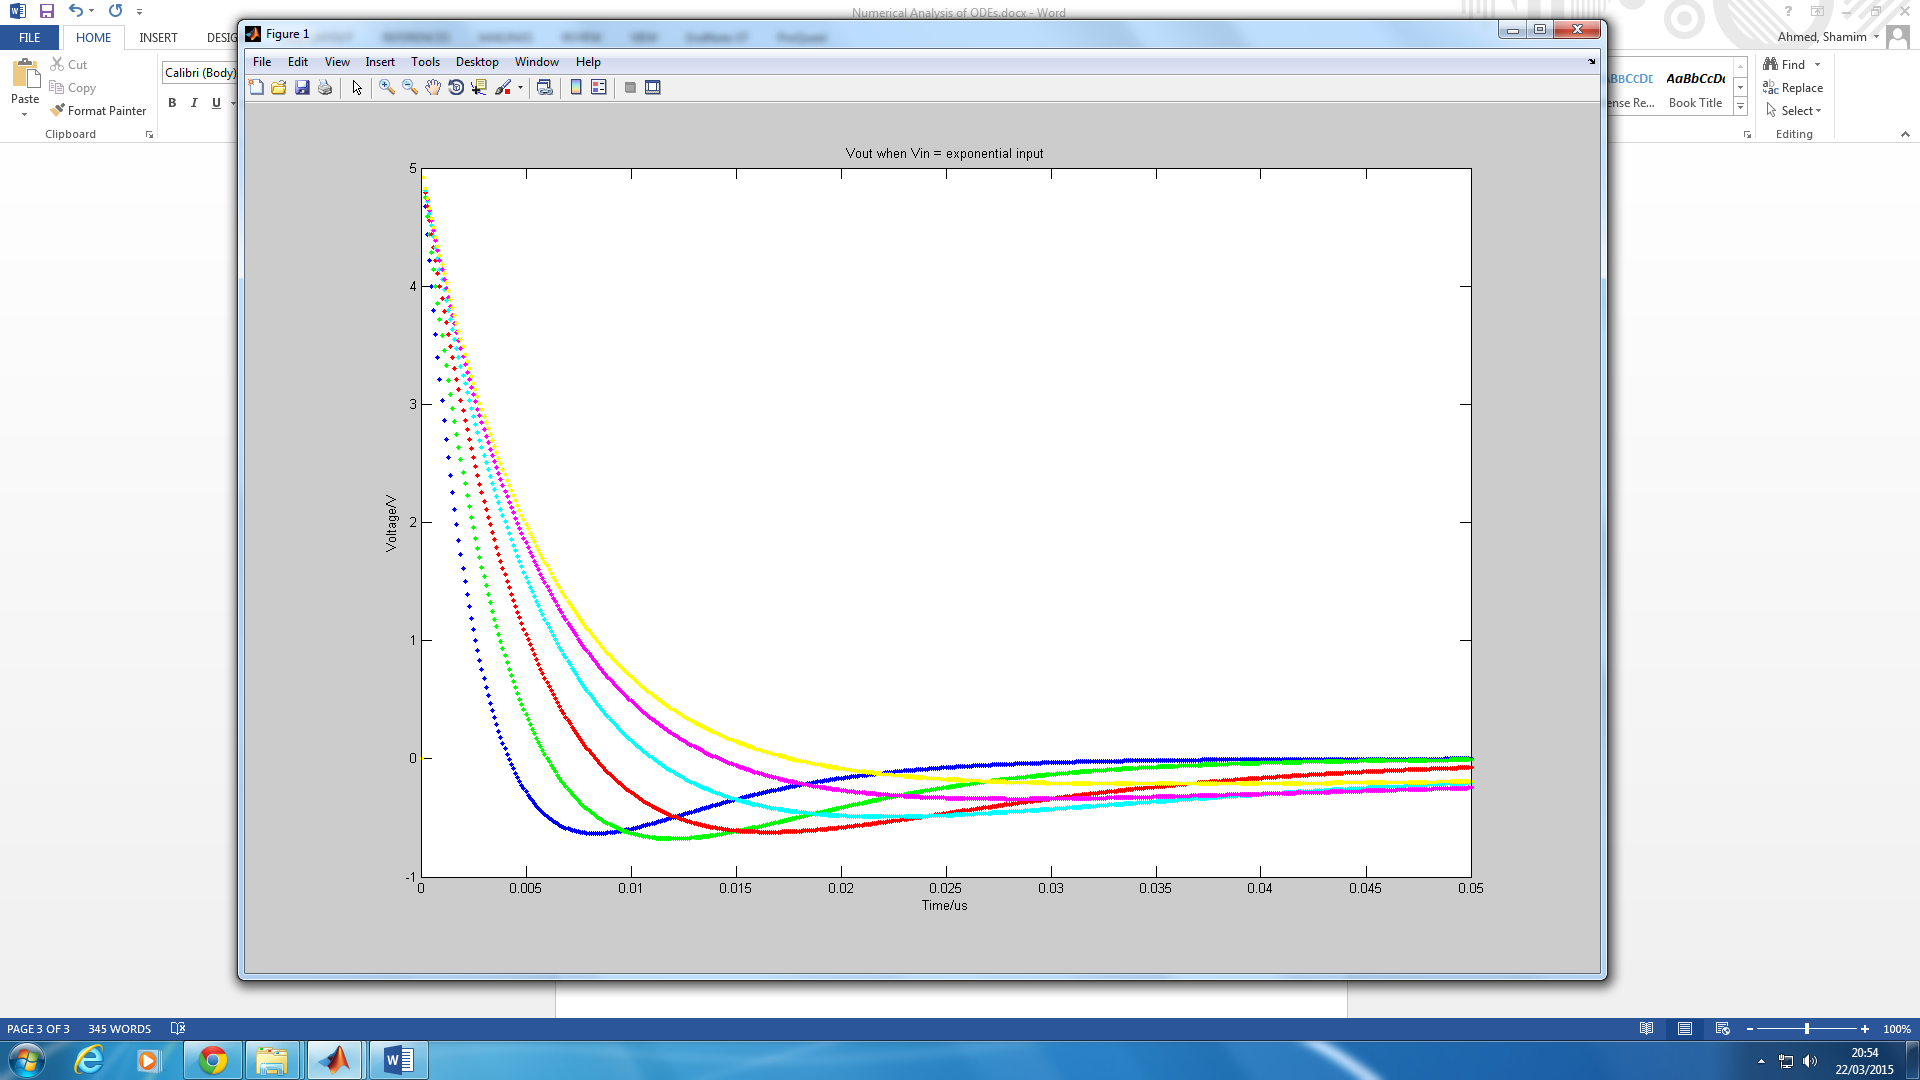 Numerical Analysis of ODEs.docx - Word
FILE HOME INSERT DESIG
Ahmed, Shamim
Paste
Cut
Copy
Format Painter
Clipboard
Calibri (Body)
B I U
BBCCDE AaBbCcDc
ense Re... Book Title
Find
Replace
Select
Editing
Figure 1
File Edit View Insert Tools Desktop Window Help
Vout when Vin = exponential input
Voltage/V
5
4
3
2
1
0
-1
0 0.005 0.01 0.015 0.02 0.025 0.03 0.035 0.04 0.045 0.05
Time/us
PAGE 3 OF 3 345 WORDS
100%
20:54
22/03/2015